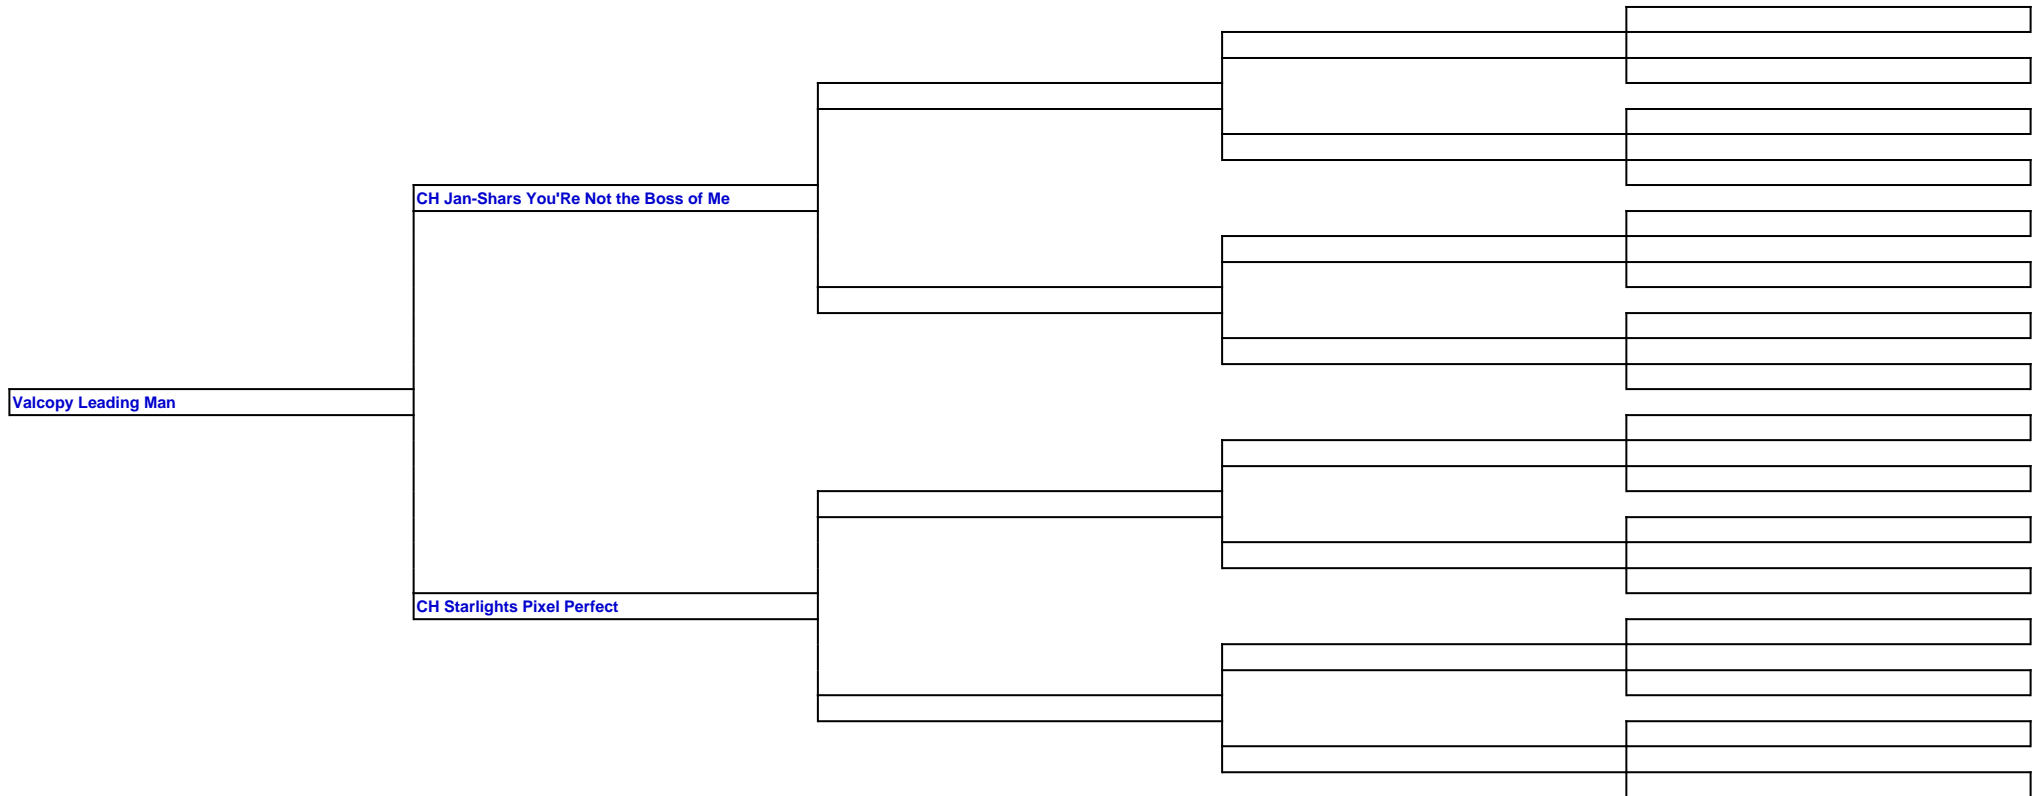 CH Jan-Shars You'Re Not the Boss of Me
Valcopy Leading Man
CH Starlights Pixel Perfect